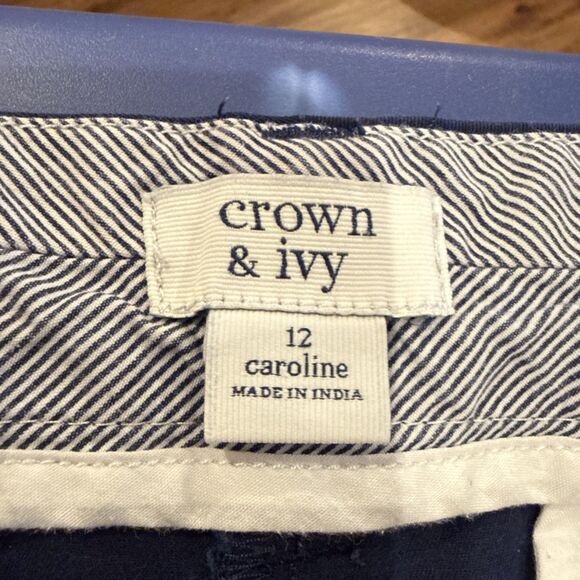 crown
& ivy
12
caroline
MADE IN INDIA